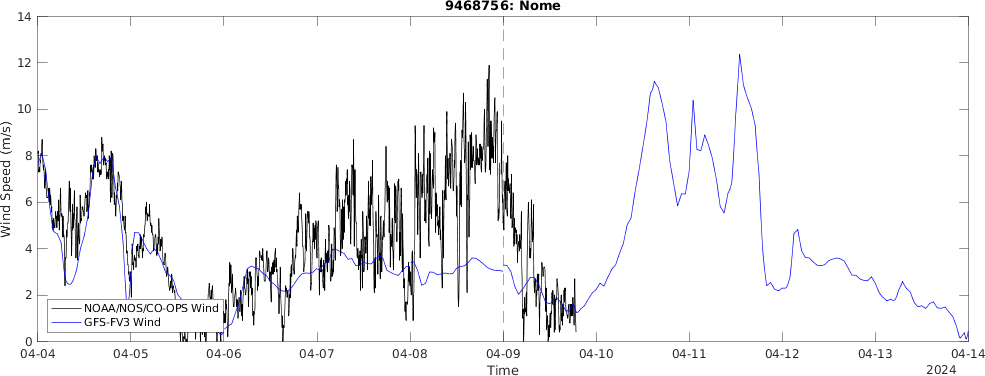 9468756: Nome
14
12
10
8
6
4
2
0
Wind Speed (m/s)
NOAA/NOS/CO-OPS Wind
GFS-FV3 Wind
04-04 04-05 04-06 04-07 04-08 04-09 04-10 04-11 04-12 04-13 04-14
Time
2024